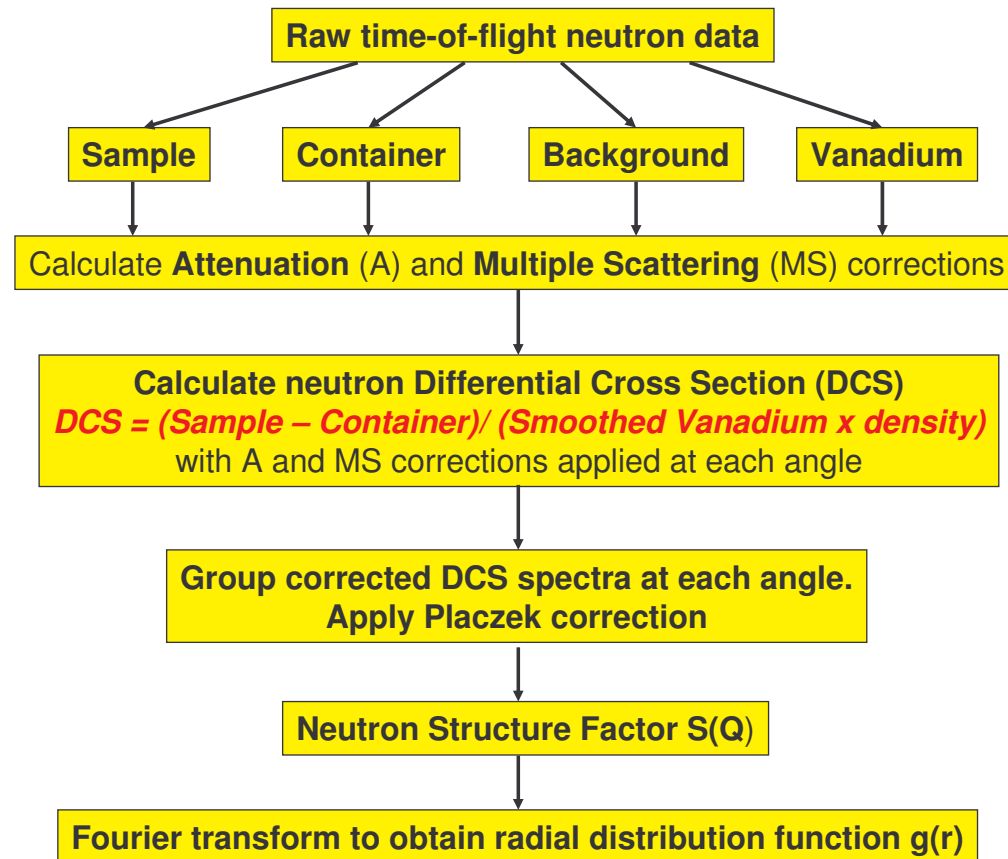 Raw time-of-flight neutron data
Sample
Container
Background
Vanadium
Calculate Attenuation (A) and Multiple Scattering (MS) corrections
Calculate neutron Differential Cross Section (DCS)
DCS = (Sample – Container)/ (Smoothed Vanadium x density)
with A and MS corrections applied at each angle
Group corrected DCS spectra at each angle.
Apply Placzek correction
Neutron Structure Factor S(Q)
Fourier transform to obtain radial distribution function g(r)